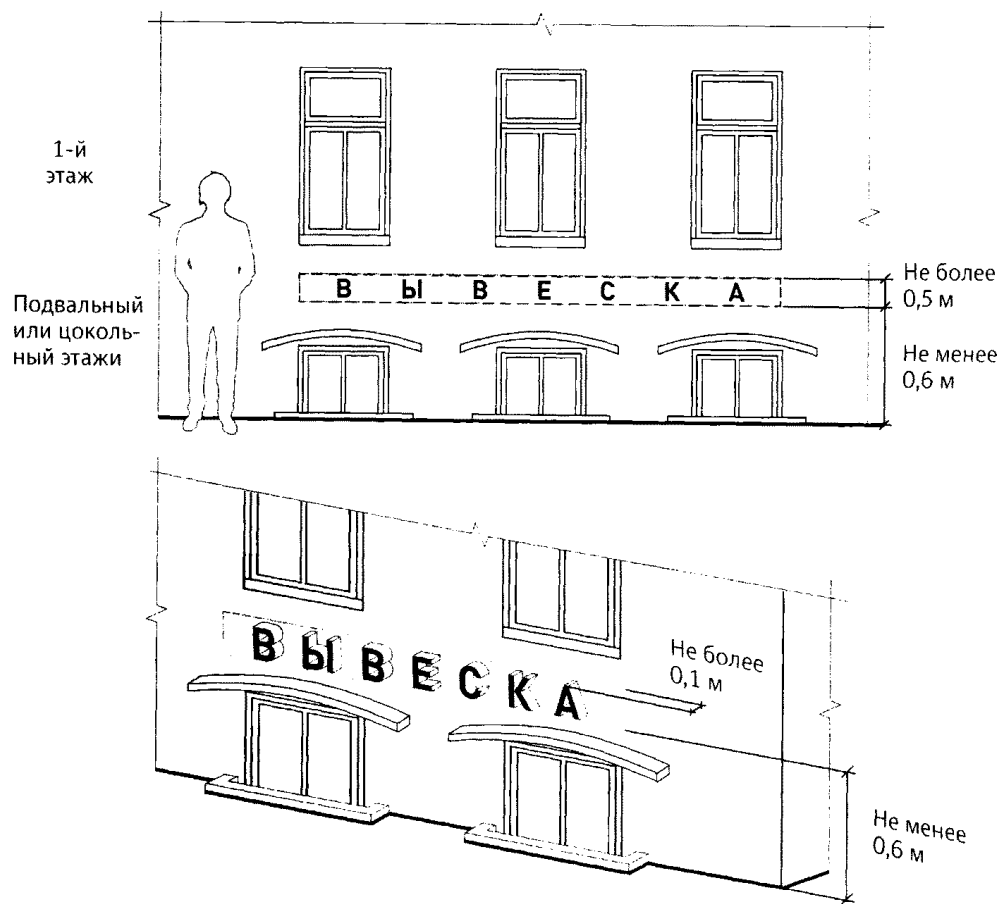 1-й
этаж
В Ы В Е С К А
Не более
0,5 м
Подвальный
или цоколь-
ный этажи
Не менее
0,6 м
ВЫВЕСКА
Не более
0,1 м
Не менее
0,6 м